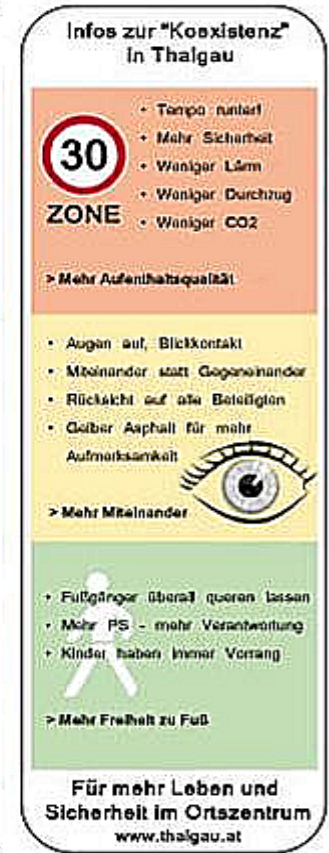 Infos zur "Koexistenz"
in Thalgau
30
ZONE
• Tempo runter!
• Mehr Sicherheit
• Weniger Lärm
• Weniger Durchzug
• Weniger CO2
> Mehr Aufenthaltsqualität
• Augen auf, Blickkontakt
• Miteinander statt Gegeneinander
• Rücksicht auf alle Beteiligten
• Gelber Asphalt für mehr
Aufmerksamkeit
> Mehr Miteinander
• Fußgänger überall queren lassen
• Mehr PS - mehr Verantwortung
• Kinder haben immer Vorrang
> Mehr Freiheit zu Fuß
Für mehr Leben und
Sicherheit im Ortszentrum
www.thalgau.at